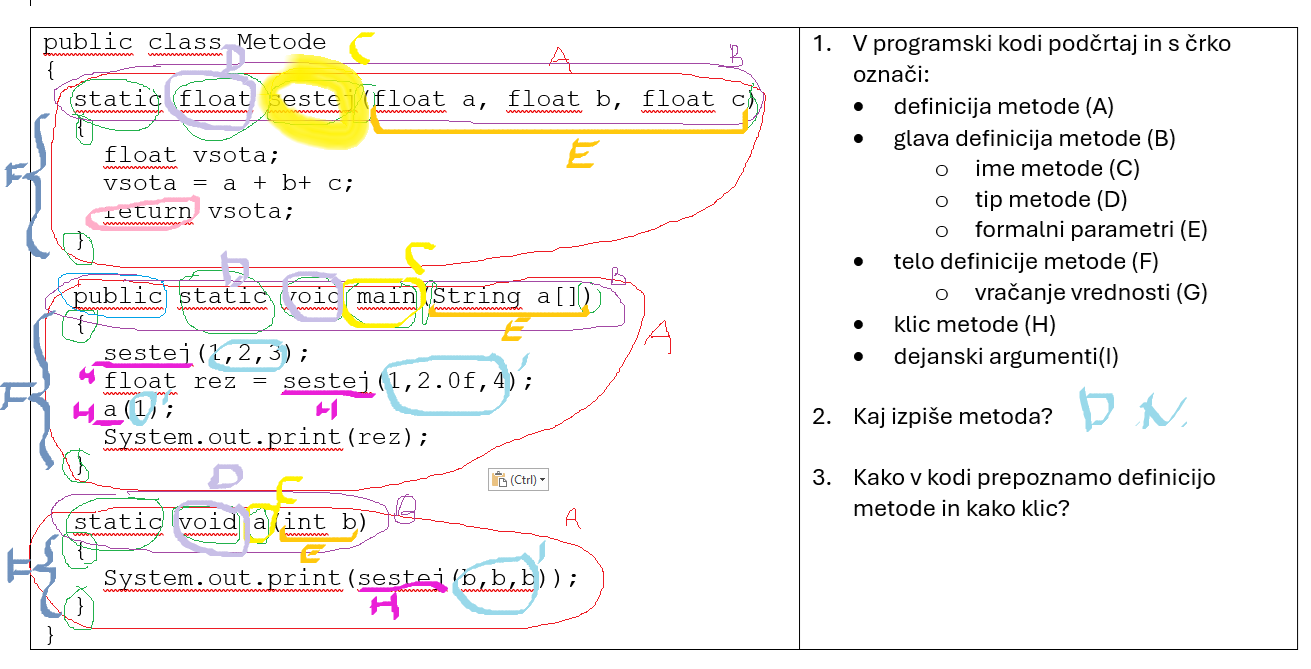 public class Metode
{
static float sestej(float a, float b, float c)
{
float vsota;
vsota = a + b+ c;
return vsota;
}
public static void main(String a[])
{
sestej(1,2,3);
float rez = sestej(1,2.0f,4);
a(1);
System.out.print(rez);
}
static void a(int b)
{
System.out.print(sestej(b,b,b));
}
}
C
D
A
B
E
F
D
C
B
E
A
F
H
H
H
D
C
A
E
H
(Ctrl)
1. V programski kodi podčrtaj in s črko
označi:
• definicija metode (A)
• glava definicija metode (B)
o ime metode (C)
o tip metode (D)
o formalni parametri (E)
• telo definicije metode (F)
o vračanje vrednosti (G)
• klic metode (H)
• dejanski argumenti(I)
2. Kaj izpiše metoda? D N.
3. Kako v kodi prepoznamo definicijo
metode in kako klic?